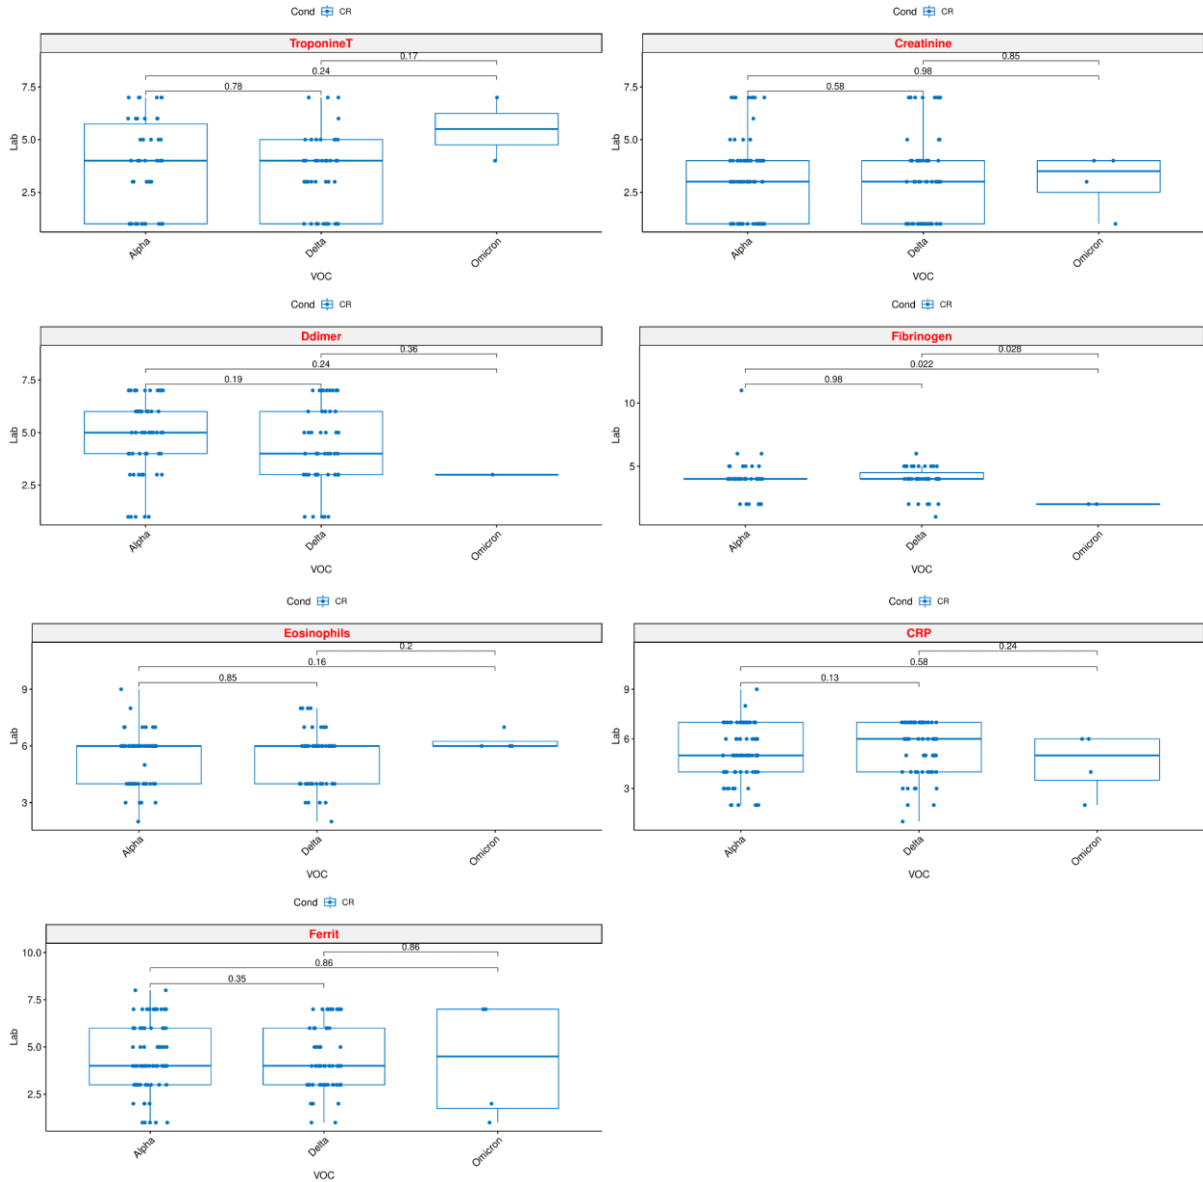 Cond CR
TroponineT
0.17
0.24
0.78
7.5
5.0
2.5
Lab
Alpha
Delta
Omicron
VOC
Cond CR
Creatinine
0.85
0.98
0.58
7.5
5.0
2.5
Lab
Alpha
Delta
Omicron
VOC
Cond CR
Ddimer
0.36
0.24
0.19
7.5
5.0
2.5
Lab
Alpha
Delta
Omicron
VOC
Cond CR
Fibrinogen
0.028
0.022
0.98
10
5
Lab
Alpha
Delta
Omicron
VOC
Cond CR
Eosinophils
0.2
0.16
0.85
9
6
3
Lab
Alpha
Delta
Omicron
VOC
Cond CR
CRP
0.24
0.58
0.13
9
6
3
Lab
Alpha
Delta
Omicron
VOC
Cond CR
Ferrit
0.86
0.86
0.35
10.0
7.5
5.0
2.5
Lab
Alpha
Delta
Omicron
VOC